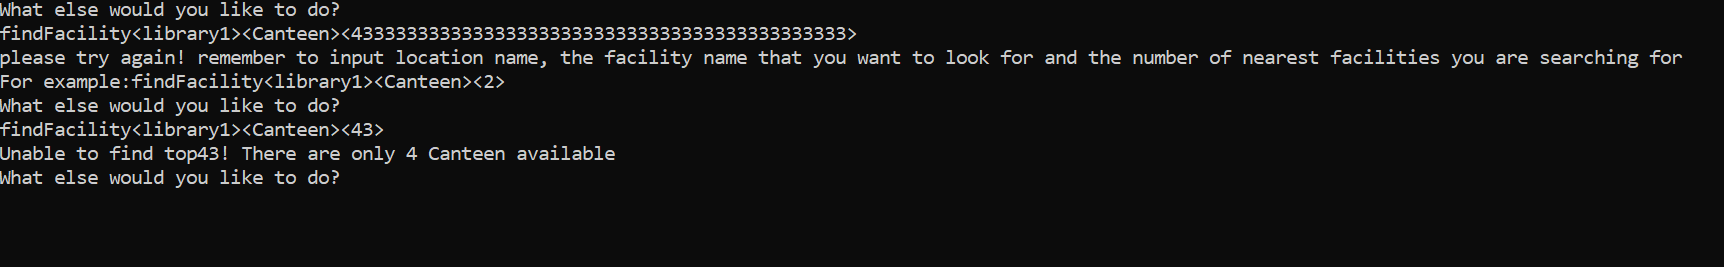 What else would you like to do?
findFacility<library1><Canteen><433333333333333333333333333333333333333333333>
please try again! remember to input location name, the facility name that you want to look for and the number of nearest facilities you are searching for
For example:findFacility<library1><Canteen><2>
What else would you like to do?
findFacility<library1><Canteen><43>
Unable to find top43! There are only 4 Canteen available
What else would you like to do?